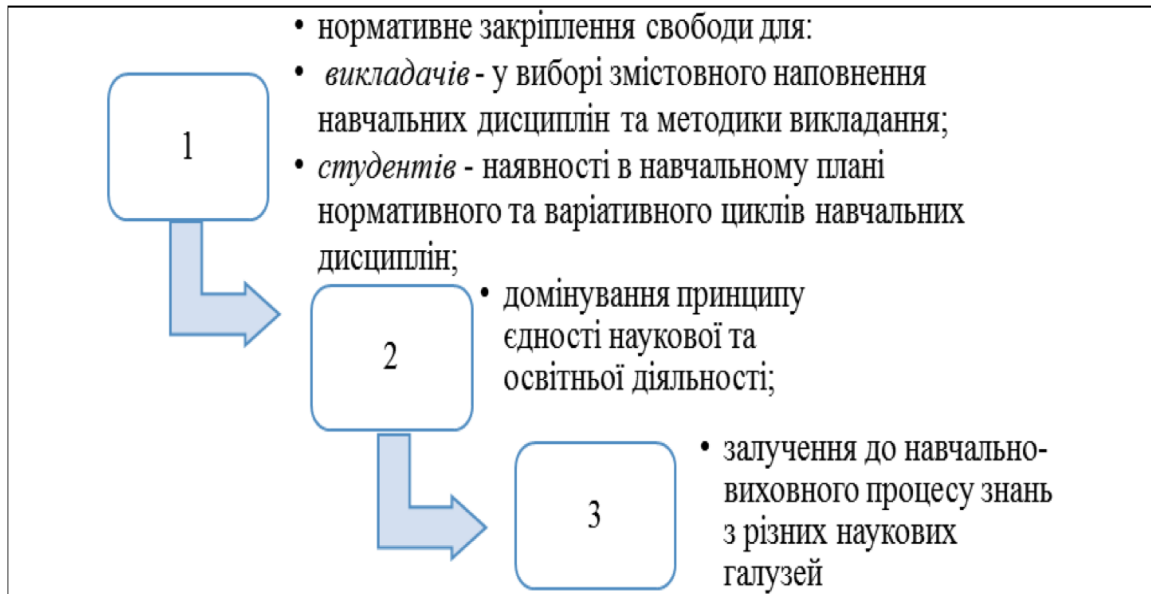 • нормативне закріплення свободи для:
• викладачів - у виборі змістовного наповнення
навчальних дисциплін та методики викладання;
• студентів - наявності в навчальному плані
нормативного та варіативного циклів навчальних
дисциплін;
1
• домінування принципу
єдності наукової та
освітньої діяльності;
2
• залучення до навчально-
виховного процесу знань
з різних наукових
галузей
3